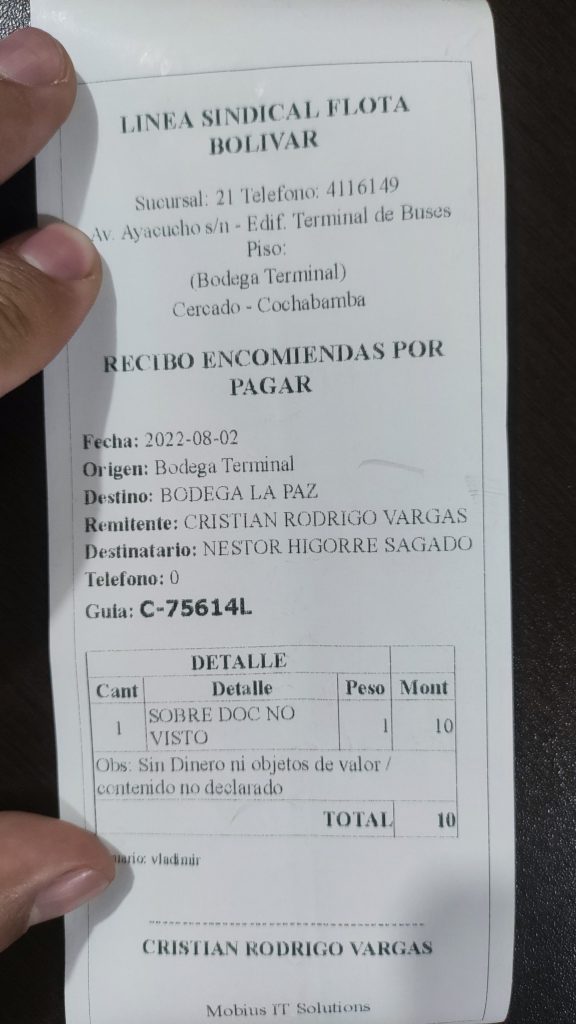 LINEA SINDICAL FLOTA
BOLIVAR
Sucursal: 21 Telefono: 4116149
Av. Ayacucho s/n - Edif. Terminal de Buses
Piso:
(Bodega Terminal)
Cercado - Cochabamba
RECIBO ENCOMIENDAS POR
PAGAR
Fecha: 2022-08-02
Origen: Bodega Terminal
Destino: BODEGA LA PAZ
Remitente: CRISTIAN RODRIGO VARGAS
Destinatario: NESTOR HIGORRE SAGADO
Telefono: 0
Guia: C-75614L
DETALLE
Cant Detalle Peso Mont
1 SOBRE DOC NO 1 10
VISTO
Obs: Sin Dinero ni objetos de valor /
contenido no declarado
TOTAL 10
vladimir
CRISTIAN RODRIGO VARGAS
Mobius IT Solutions